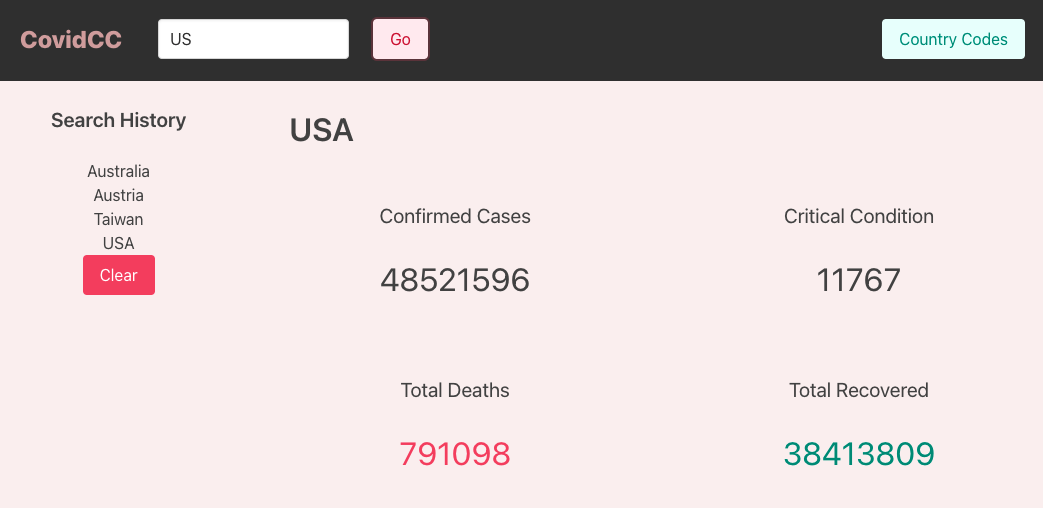 CovidCC
US
Go
Country Codes
Search History
Australia
Austria
Taiwan
USA
Clear
USA
Confirmed Cases
48521596
Critical Condition
11767
Total Deaths
791098
Total Recovered
38413809